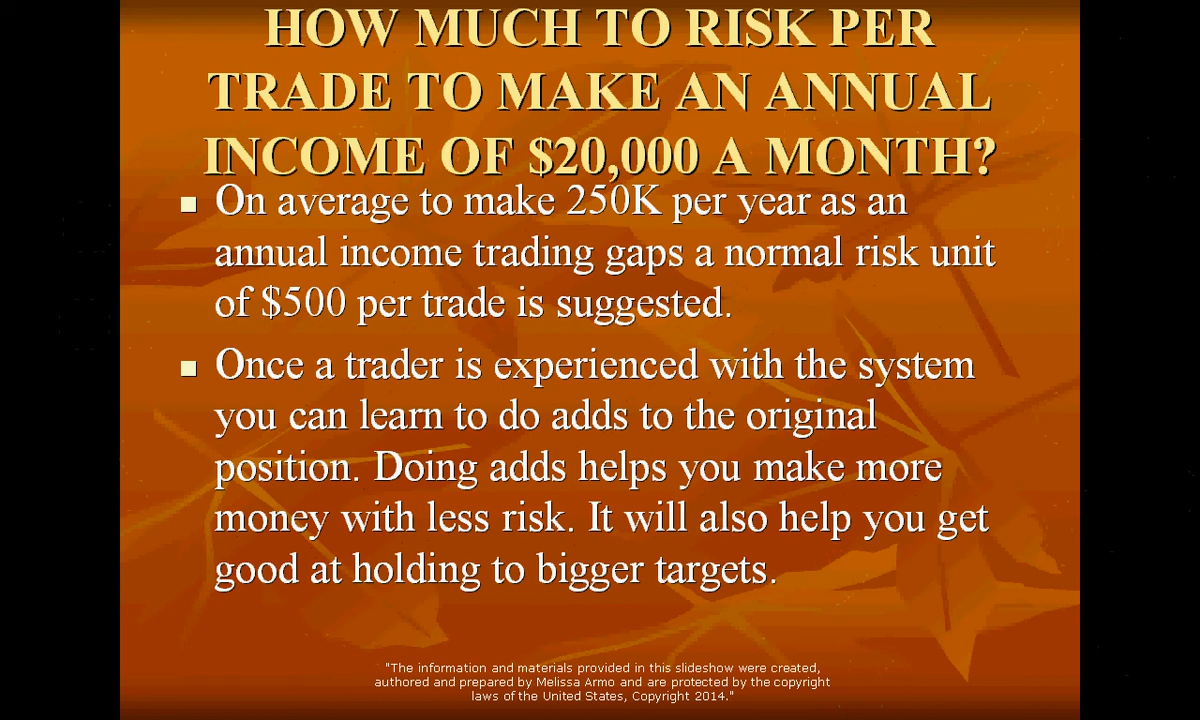 HOW MUCH TO RISK PER
TRADE TO MAKE AN ANNUAL
INCOME OF $20,000 A MONTH?
On average to make 250K per year as an
annual income trading gaps a normal risk unit
of $500 per trade is suggested.
Once a trader is experienced with the system
you can learn to do adds to the original
position. Doing adds helps you make more
money with less risk. It will also help you get
good at holding to bigger targets.
"The information and materials provided in this slideshow were created,
authored and prepared by Melissa Armo and are protected by the copyright
laws of the United States, Copyright 2014."